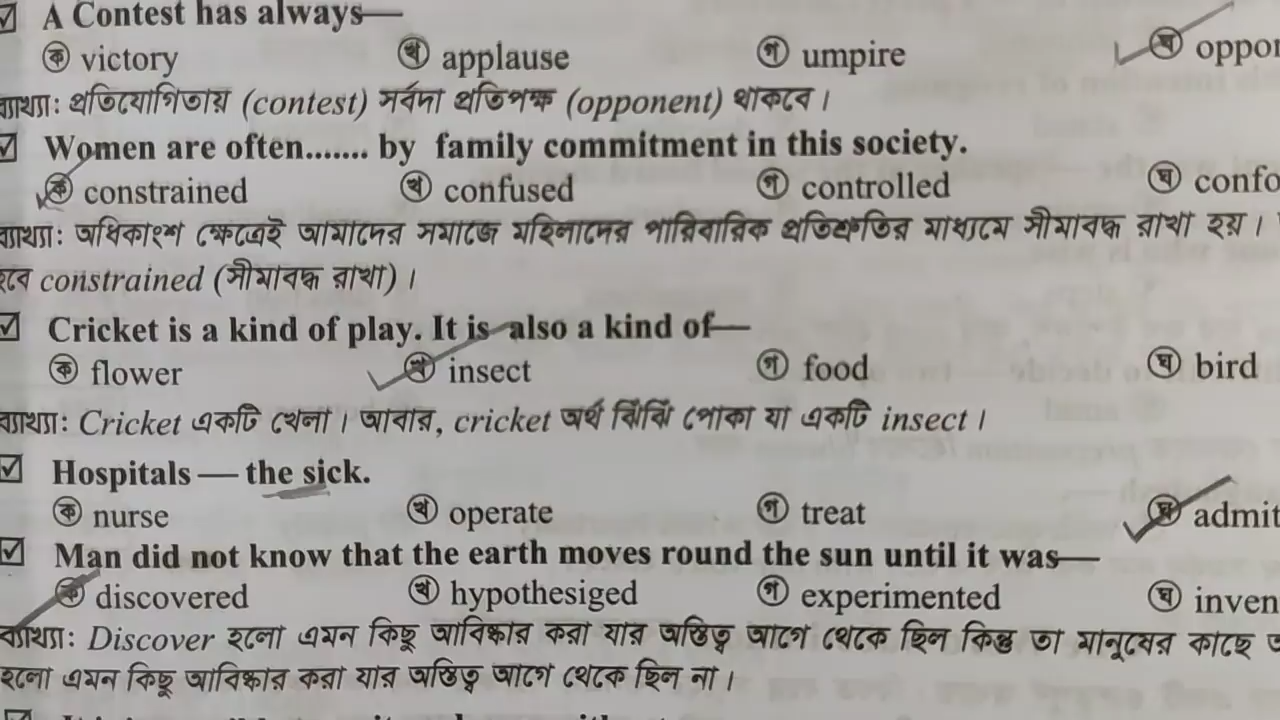 A Contest has always—
ক victory খ applause গ umpire ঘ oppor
ব্যাখ্যা: প্রতিযোগিতায় (contest) সর্বদা প্রতিপক্ষ (opponent) থাকবে।
Women are often....... by family commitment in this society.
ক constrained খ confused গ controlled ঘ confo
ব্যাখ্যা: অধিকাংশ ক্ষেত্রেই আমাদের সমাজে মহিলাদের পারিবারিক প্রতিশ্রুতির মাধ্যমে সীমাবদ্ধ রাখা হয়।
হবে constrained (সীমাবদ্ধ রাখা)।
Cricket is a kind of play. It is also a kind of—
ক flower খ insect গ food ঘ bird
ব্যাখ্যা: Cricket একটি খেলা। আবার, cricket অর্থ ঝিঁঝিঁ পোকা যা একটি insect।
Hospitals — the sick.
ক nurse খ operate গ treat ঘ admit
Man did not know that the earth moves round the sun until it was—
ক discovered খ hypothesiged গ experimented ঘ inven
ব্যাখ্যা: Discover হলো এমন কিছু আবিষ্কার করা যার অস্তিত্ব আগে থেকে ছিল কিন্তু তা মানুষের কাছে
হলো এমন কিছু আবিষ্কার করা যার অস্তিত্ব আগে থেকে ছিল না।